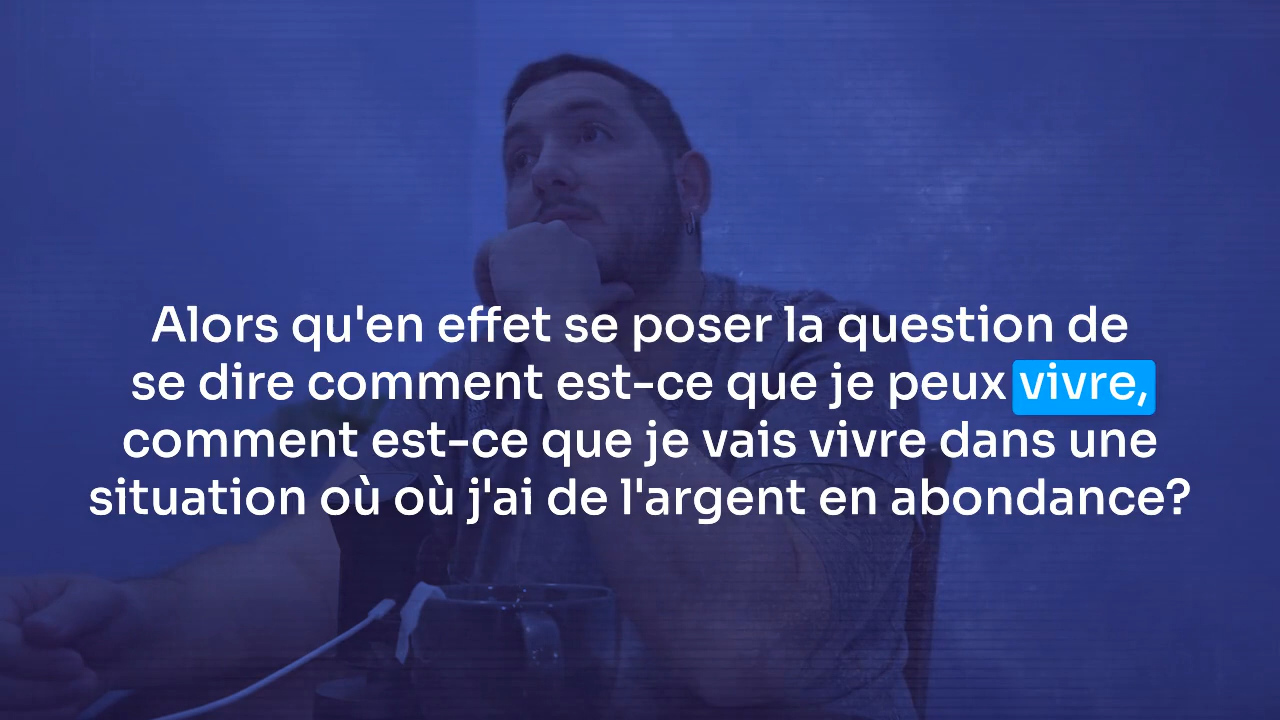 Alors qu'en effet se poser la question de
se dire comment est-ce que je peux vivre,
comment est-ce que je vais vivre dans une
situation où où j'ai de l'argent en abondance?